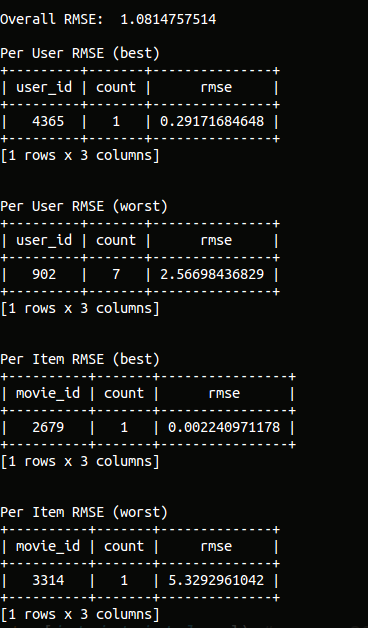 Overall RMSE:  1.0814757514
Per User RMSE (best)
+---------+-------+---------------+
| user_id | count |      rmse     |
+---------+-------+---------------+
|   4365  |   1   | 0.29171684648 |
+---------+-------+---------------+
[1 rows x 3 columns]
Per User RMSE (worst)
+---------+-------+---------------+
| user_id | count |      rmse     |
+---------+-------+---------------+
|   902   |   7   | 2.56698436829 |
+---------+-------+---------------+
[1 rows x 3 columns]
Per Item RMSE (best)
+----------+-------+----------------+
| movie_id | count |      rmse      |
+----------+-------+----------------+
|   2679   |   1   | 0.002240971178 |
+----------+-------+----------------+
[1 rows x 3 columns]
Per Item RMSE (worst)
+----------+-------+--------------+
| movie_id | count |     rmse     |
+----------+-------+--------------+
|   3314   |   1   | 5.3292961042 |
+----------+-------+--------------+
[1 rows x 3 columns]